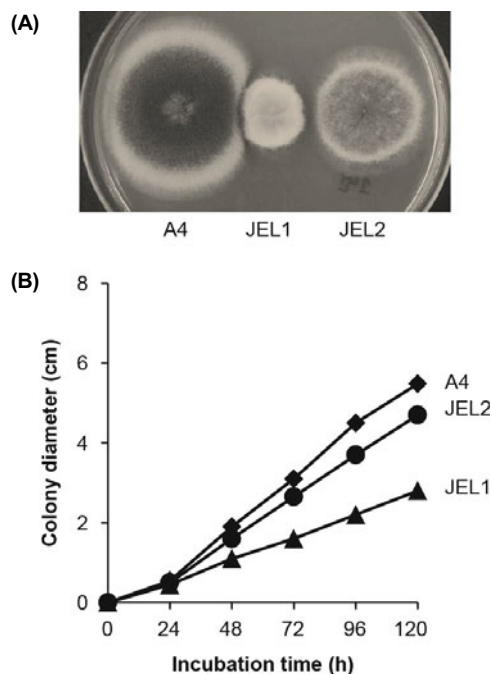 (A)
A4 JEL1 JEL2
(B)
Colony diameter (cm)
8
6
4
2
0
A4
JEL2
JEL1
0 24 48 72 96 120
Incubation time (h)